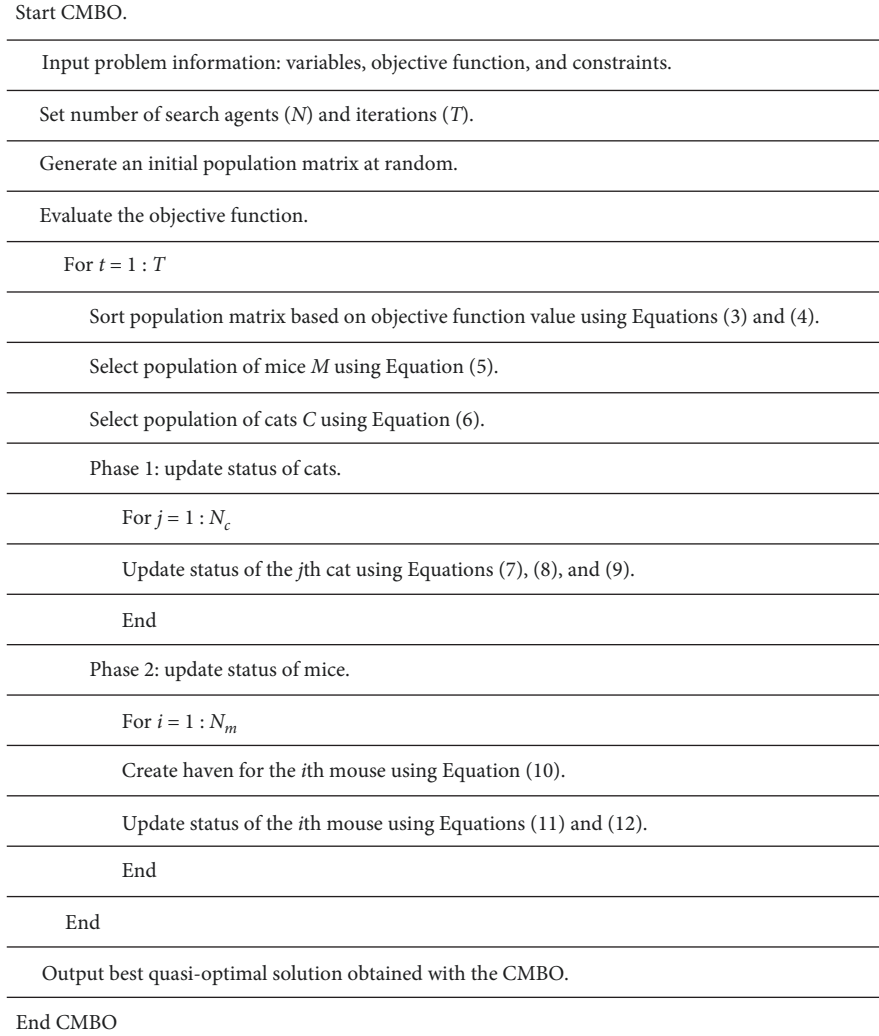 Start CMBO.
Input problem information: variables, objective function, and constraints.
Set number of search agents (N) and iterations (T).
Generate an initial population matrix at random.
Evaluate the objective function.
For t = 1 : T
Sort population matrix based on objective function value using Equations (3) and (4).
Select population of mice M using Equation (5).
Select population of cats C using Equation (6).
Phase 1: update status of cats.
For j = 1 : N_c
Update status of the jth cat using Equations (7), (8), and (9).
End
Phase 2: update status of mice.
For i = 1 : N_m
Create haven for the ith mouse using Equation (10).
Update status of the ith mouse using Equations (11) and (12).
End
End
Output best quasi-optimal solution obtained with the CMBO.
End CMBO